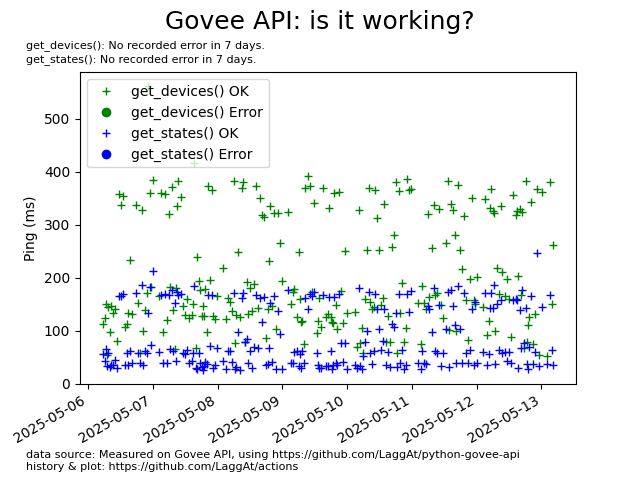 Govee API: is it working?
get_devices(): No recorded error in 7 days.
get_states(): No recorded error in 7 days.
get_devices() OK
get_devices() Error
get_states() OK
get_states() Error
Ping (ms)
500
400
300
200
100
0
2025-05-06
2025-05-07
2025-05-08
2025-05-09
2025-05-10
2025-05-11
2025-05-12
2025-05-13
data source: Measured on Govee API, using https://github.com/LaggAt/python-govee-api
history & plot: https://github.com/LaggAt/actions